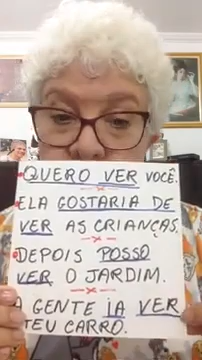 QUERO VER VOCÊ.
ELA GOSTARIA DE
VER AS CRIANÇAS.
DEPOIS POSSO
VER O JARDIM.
A GENTE IA VER
TEU CARRO.